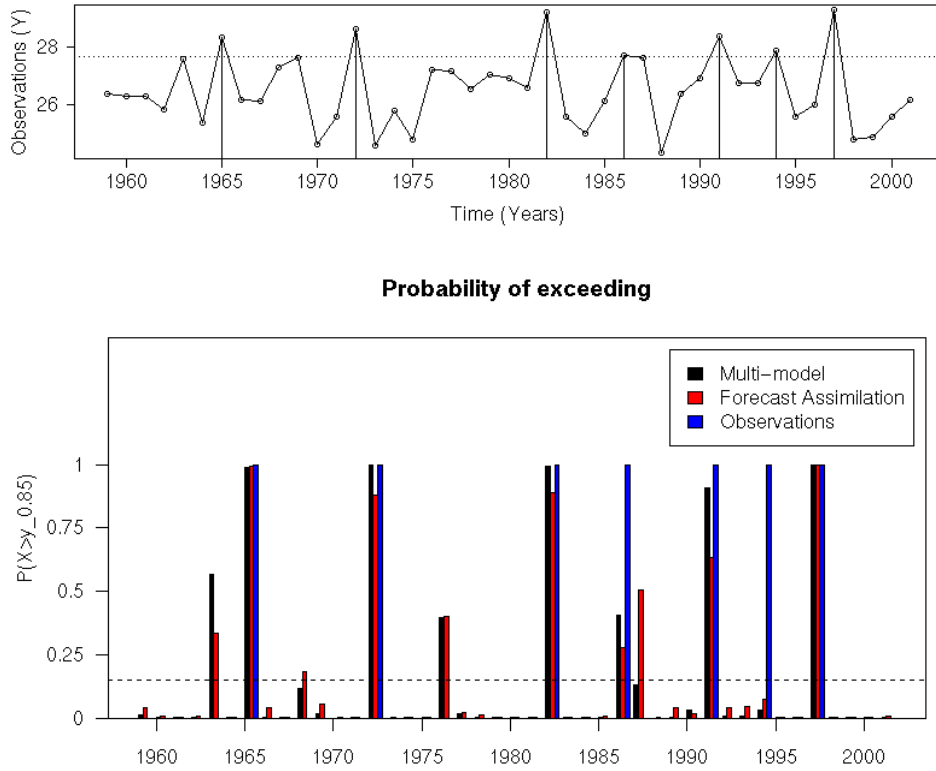 Observations (Y)
28
26
1960 1965 1970 1975 1980 1985 1990 1995 2000
Time (Years)
Probability of exceeding
Multi−model
Forecast Assimilation
Observations
P(X>y_0.85)
1
0.75
0.5
0.25
0
1960 1965 1970 1975 1980 1985 1990 1995 2000